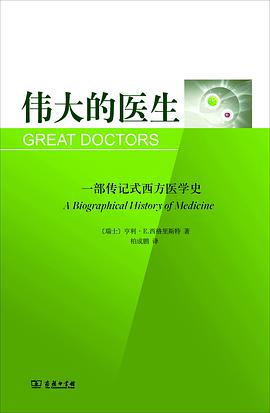 伟大的医生
GREAT DOCTORS
一部传记式西方医学史
A Biographical History of Medicine
〔瑞士〕亨利·E.西格里斯特 著
柏成鹏 译
商务印书馆